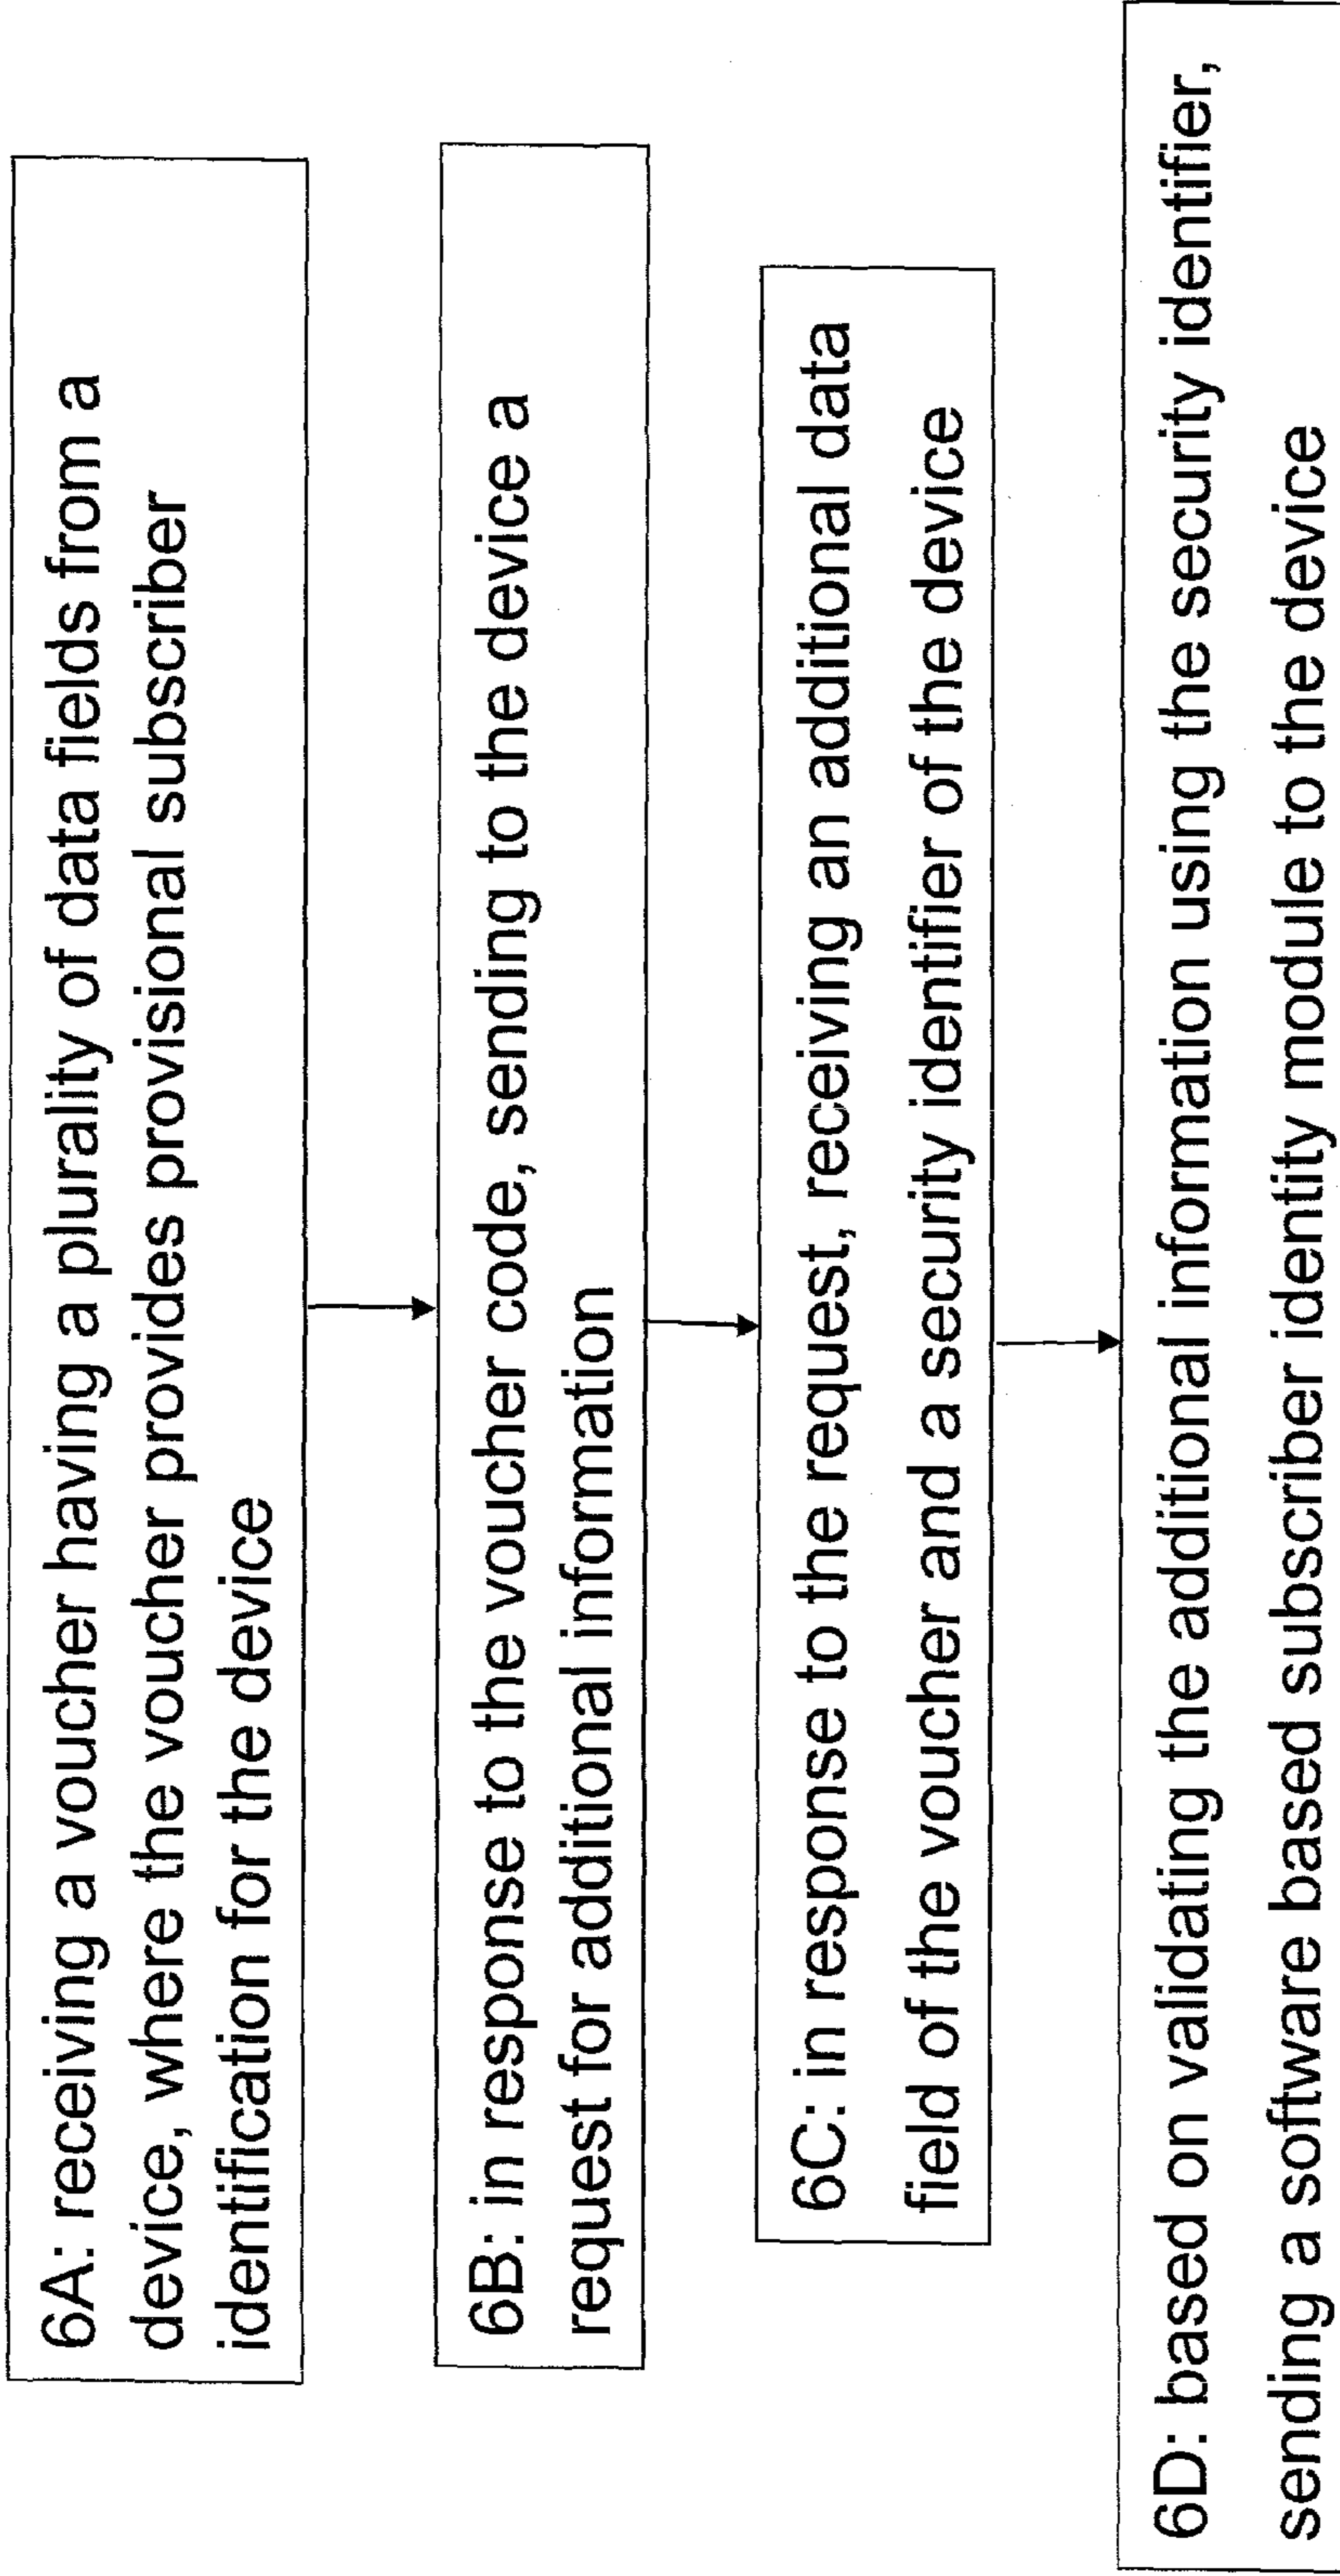 6A: receiving a voucher having a plurality of data fields from a
device, where the voucher provides provisional subscriber
identification for the device
6B: in response to the voucher code, sending to the device a
request for additional information
6C: in response to the request, receiving an additional data
field of the voucher and a security identifier of the device
6D: based on validating the additional information using the security identifier,
sending a software based subscriber identity module to the device